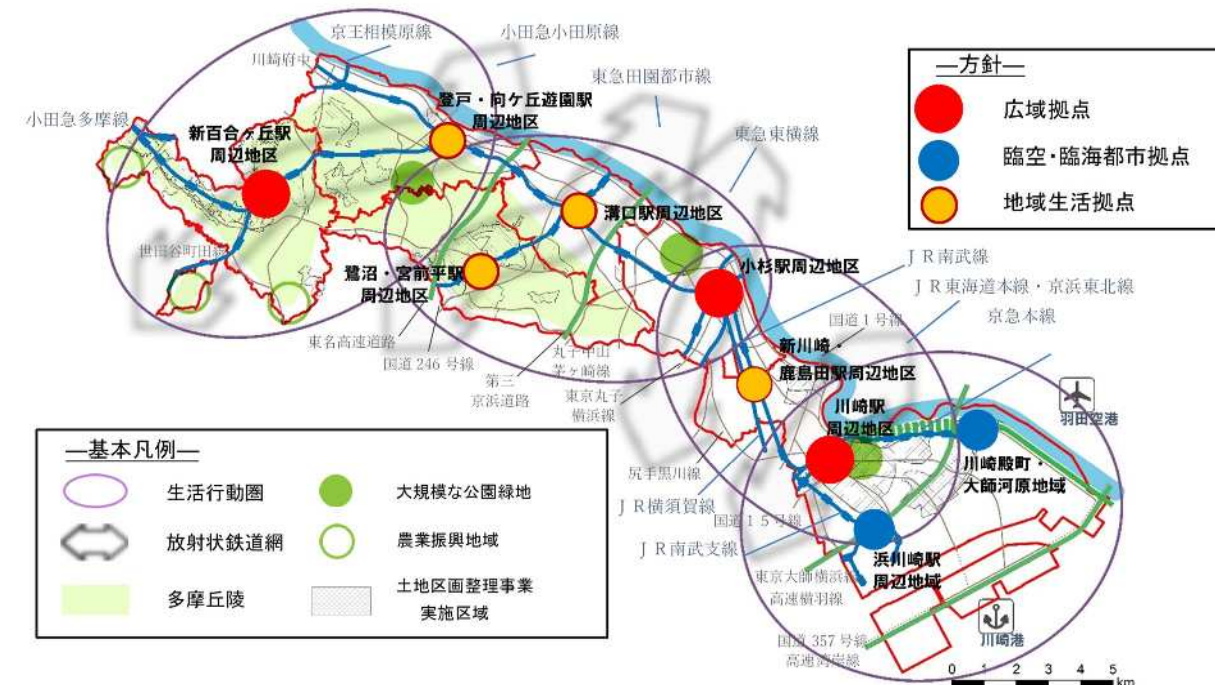 京王相模原線
小田急小田原線
川崎府中
東急田園都市線
登戸・向ケ丘遊園駅
周辺地区
小田急多摩線
新百合ヶ丘駅
周辺地区
東急東横線
溝口駅周辺地区
世田谷町田線
鷺沼・宮前平駅
周辺地区
小杉駅周辺地区
JR南武線
JR東海道本線・京浜東北線
京急本線
国道1号線
東名高速道路
国道246号線
第三
京浜道路
丸子中山
茅ヶ崎線
東京丸子
横浜線
新川崎・
鹿島田駅周辺地区
川崎駅
周辺地区
羽田空港
川崎殿町・
大師河原地域
尻手黒川線
JR横須賀線
国道15号線
JR南武支線
浜川崎駅
周辺地域
東京大師横浜線
高速横羽線
川崎港
国道357号線
高速湾岸線
0 1 2 3 4 5
km
―方針―
広域拠点
臨空・臨海都市拠点
地域生活拠点
―基本凡例―
生活行動圏
大規模な公園緑地
放射状鉄道網
農業振興地域
多摩丘陵
土地区画整理事業
実施区域